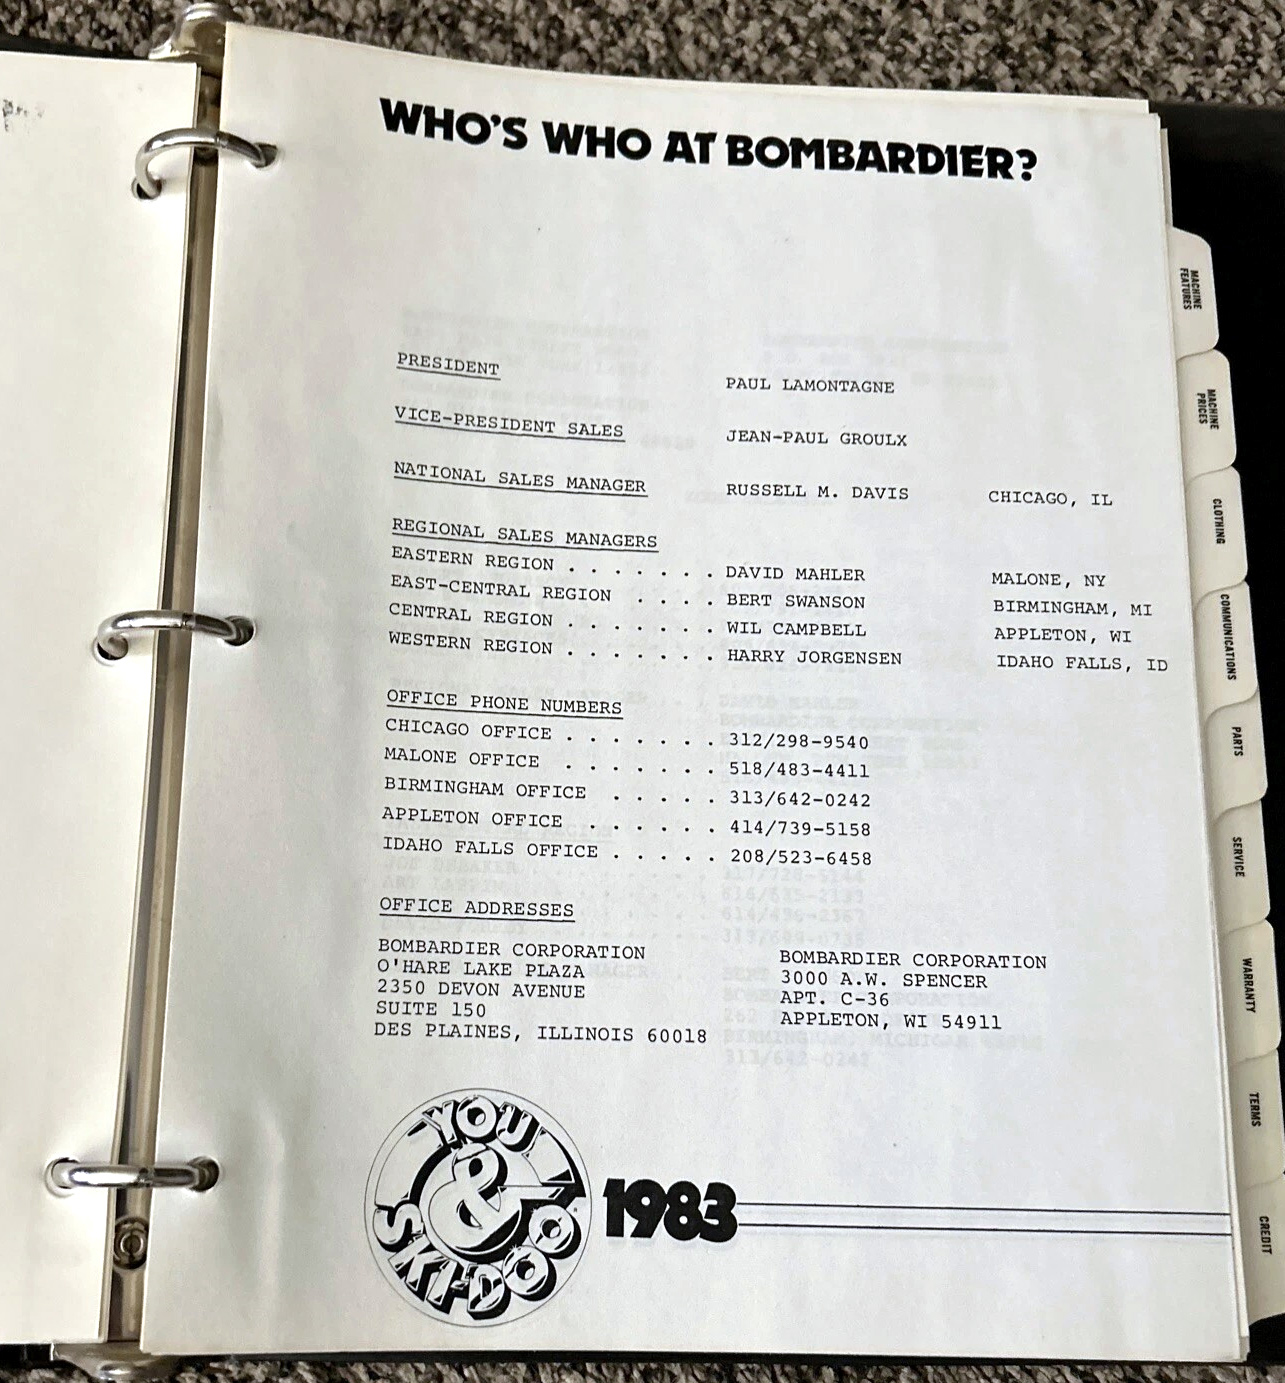 WHO'S WHO AT BOMBARDIER?
PRESIDENT PAUL LAMONTAGNE
VICE-PRESIDENT SALES JEAN-PAUL GROULX
NATIONAL SALES MANAGER RUSSELL M. DAVIS CHICAGO, IL
REGIONAL SALES MANAGERS
EASTERN REGION . . . . . . . DAVID MAHLER MALONE, NY
EAST-CENTRAL REGION . . . . BERT SWANSON BIRMINGHAM, MI
CENTRAL REGION . . . . . . . WIL CAMPBELL APPLETON, WI
WESTERN REGION . . . . . . . HARRY JORGENSEN IDAHO FALLS, ID
OFFICE PHONE NUMBERS
CHICAGO OFFICE . . . . . . . 312/298-9540
MALONE OFFICE . . . . . . . 518/483-4411
BIRMINGHAM OFFICE . . . . . 313/642-0242
APPLETON OFFICE . . . . . . 414/739-5158
IDAHO FALLS OFFICE . . . . . 208/523-6458
OFFICE ADDRESSES
BOMBARDIER CORPORATION
O'HARE LAKE PLAZA
2350 DEVON AVENUE
SUITE 150
DES PLAINES, ILLINOIS 60018
BOMBARDIER CORPORATION
3000 A.W. SPENCER
APT. C-36
APPLETON, WI 54911
YOU
&
SKI-DOO
1983
MACHINE
FEATURES
MACHINE
PRICES
CLOTHING
COMMUNICATIONS
PARTS
SERVICE
WARRANTY
TERMS
CREDIT